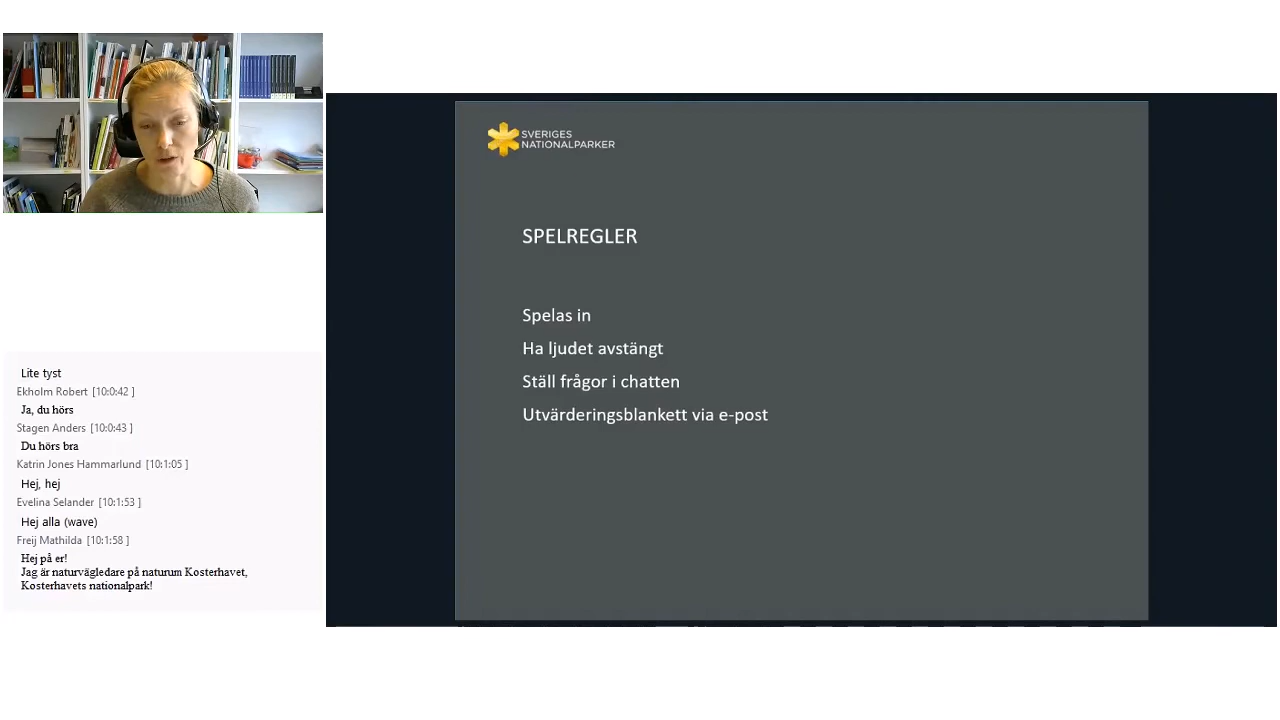 SVERIGES
NATIONALPARKER
SPELREGLER
Spelas in
Ha ljudet avstängt
Ställ frågor i chatten
Utvärderingsblankett via e-post
Lite tyst
Ekholm Robert [10:0:42 ]
Ja, du hörs
Stagen Anders [10:0:43 ]
Du hörs bra
Katrin Jones Hammarlund [10:1:05 ]
Hej, hej
Evelina Selander [10:1:53 ]
Hej alla (wave)
Freij Mathilda [10:1:58 ]
Hej på er!
Jag är naturvägledare på naturum Kosterhavet,
Kosterhavets nationalpark!